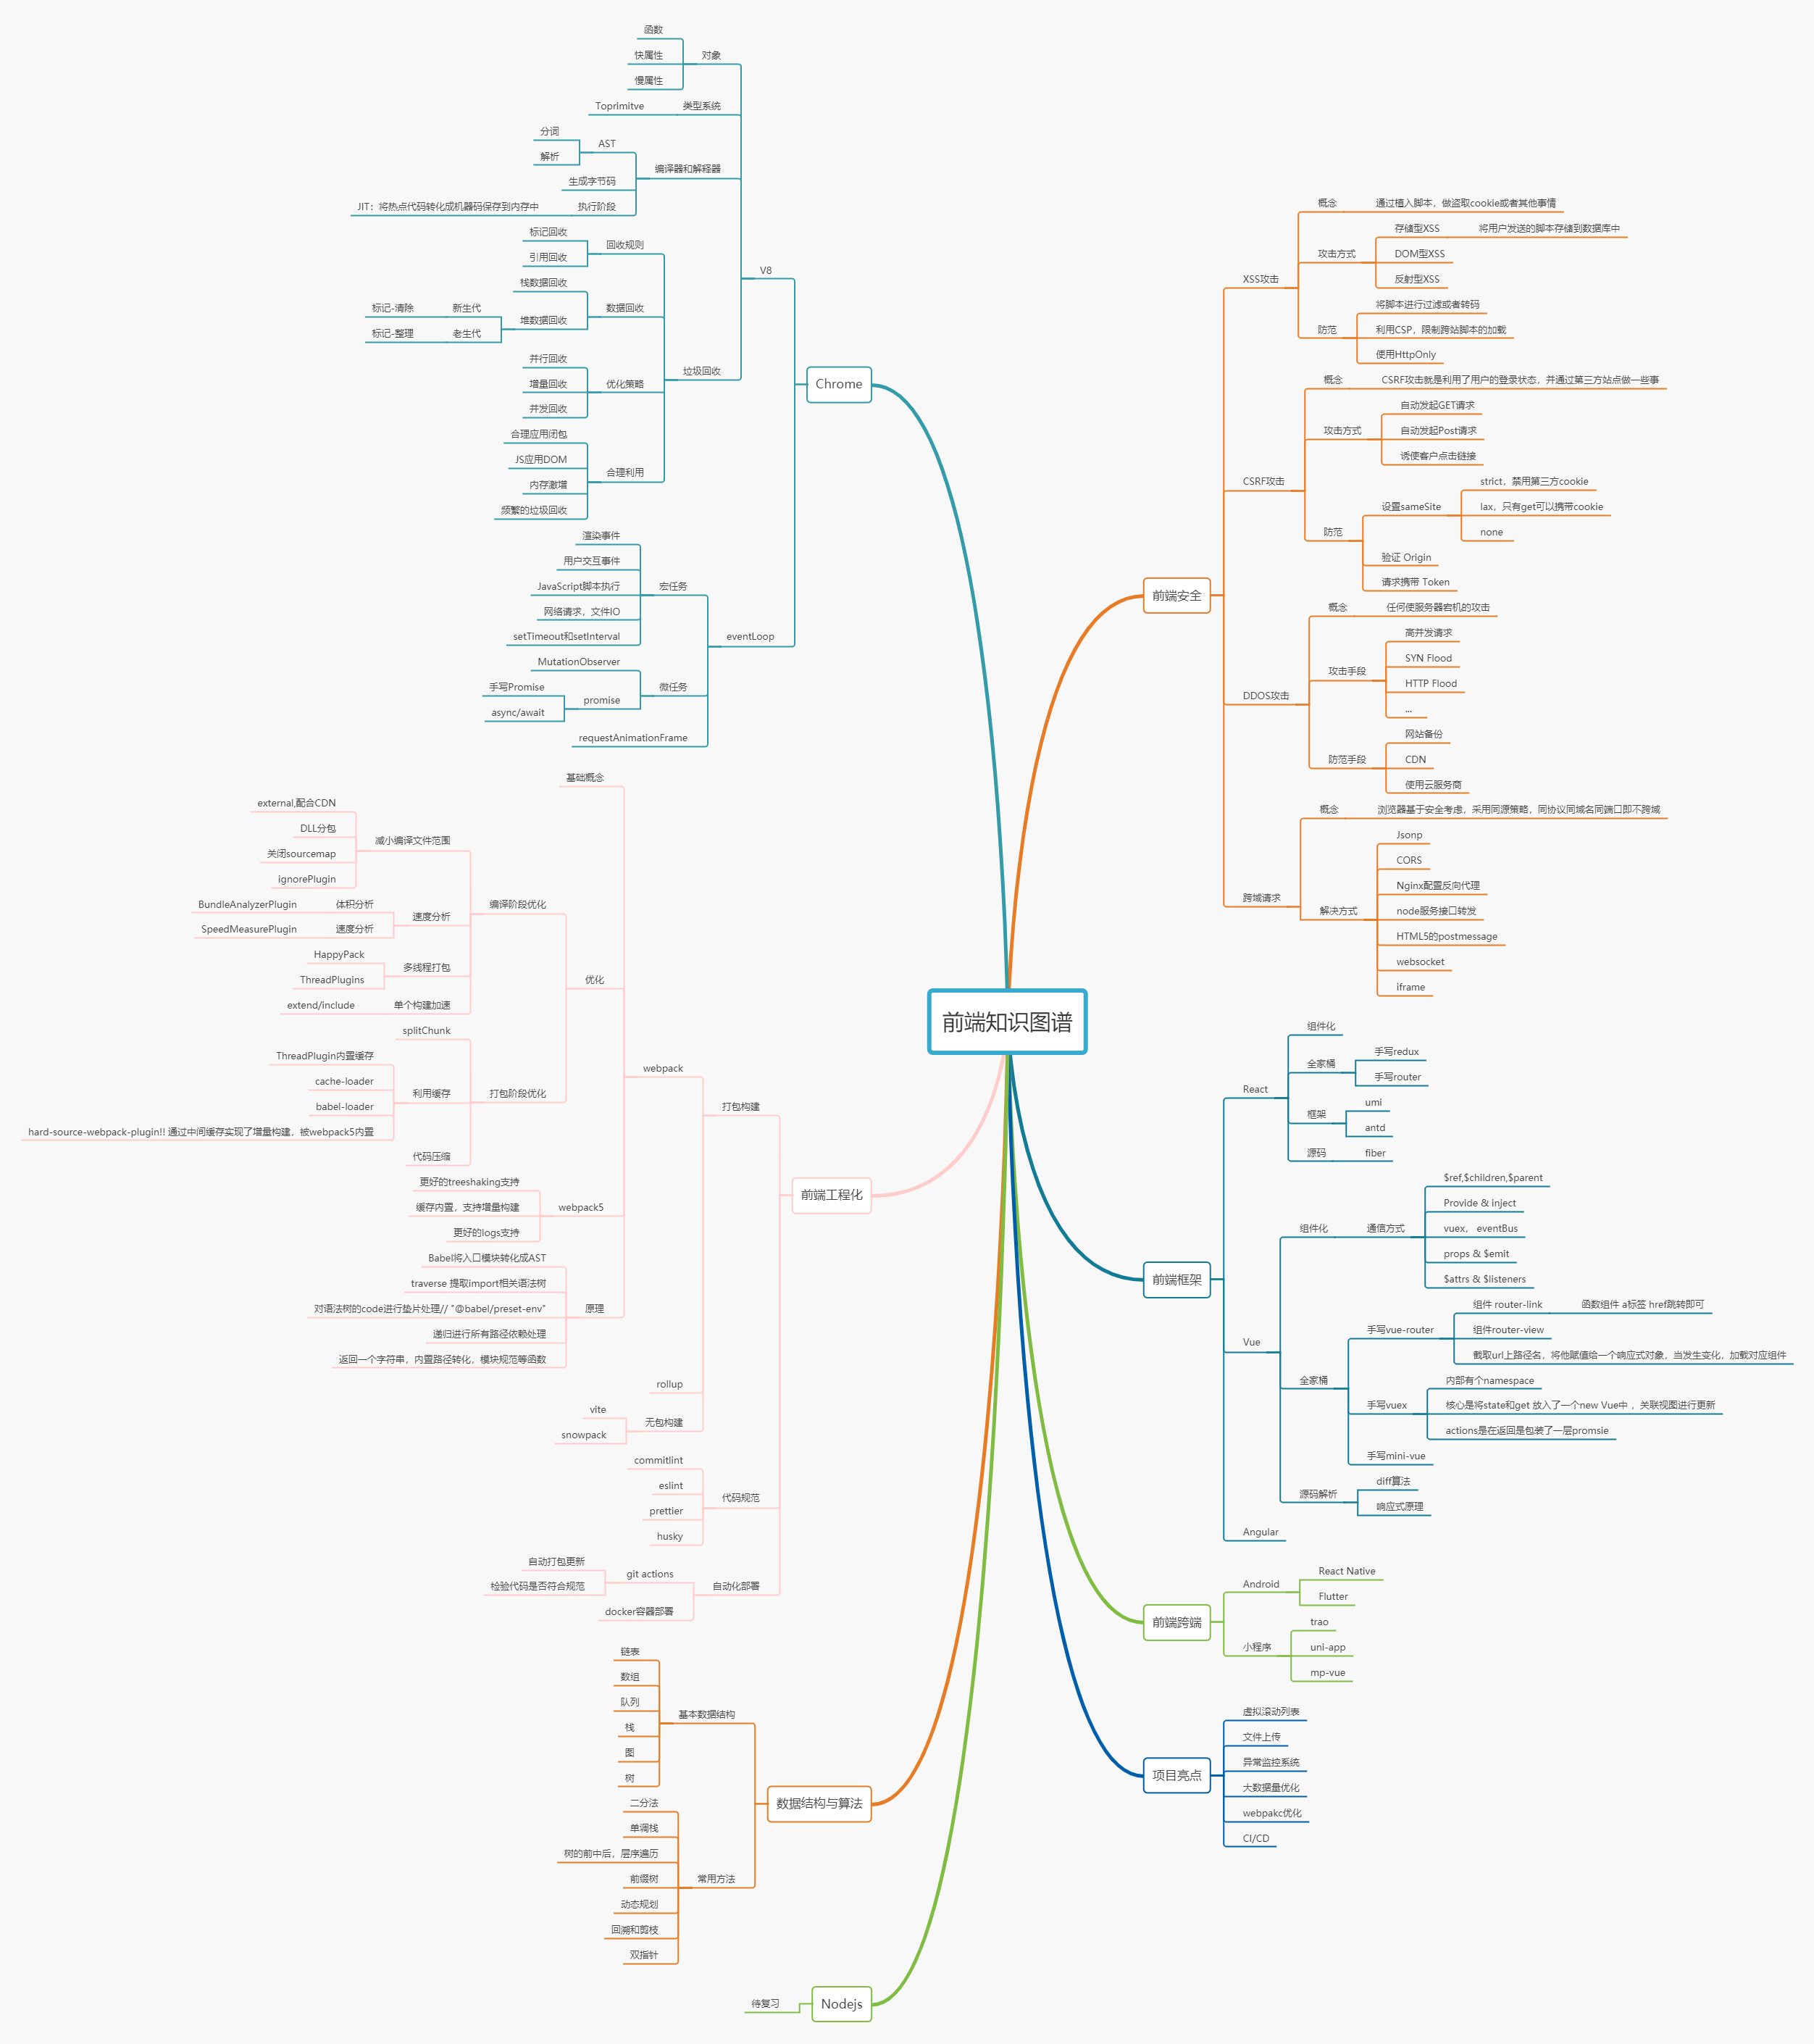 前端知识图谱
Chrome
V8
对象
函数
快属性
慢属性
类型系统
Toprimitve
编译器和解释器
AST
分词
解析
生成字节码
执行阶段
JIT：将热点代码转化成机器码保存到内存中
垃圾回收
回收规则
标记回收
引用回收
数据回收
栈数据回收
堆数据回收
新生代
标记-清除
老生代
标记-整理
优化策略
并行回收
增量回收
并发回收
合理利用
合理应用闭包
JS应用DOM
内存激增
频繁的垃圾回收
eventLoop
宏任务
渲染事件
用户交互事件
JavaScript脚本执行
网络请求，文件IO
setTimeout和setInterval
微任务
MutationObserver
promise
手写Promise
async/await
requestAnimationFrame
前端工程化
打包构建
webpack
基础概念
优化
编译阶段优化
减小编译文件范围
external,配合CDN
DLL分包
关闭sourcemap
ignorePlugin
速度分析
体积分析
BundleAnalyzerPlugin
速度分析
SpeedMeasurePlugin
多线程打包
HappyPack
ThreadPlugins
单个构建加速
extend/include
打包阶段优化
splitChunk
利用缓存
ThreadPlugin内置缓存
cache-loader
babel-loader
hard-source-webpack-plugin!! 通过中间缓存实现了增量构建，被webpack5内置
代码压缩
webpack5
更好的treeshaking支持
缓存内置，支持增量构建
更好的logs支持
原理
Babel将入口模块转化成AST
traverse 提取import相关语法树
对语法树的code进行垫片处理// "@babel/preset-env"
递归进行所有路径依赖处理
返回一个字符串，内置路径转化，模块规范等函数
rollup
无包构建
vite
snowpack
代码规范
commitlint
eslint
prettier
husky
自动化部署
git actions
自动打包更新
检验代码是否符合规范
docker容器部署
数据结构与算法
基本数据结构
链表
数组
队列
栈
图
树
常用方法
二分法
单调栈
树的前中后，层序遍历
前缀树
动态规划
回溯和剪枝
双指针
Nodejs
待复习
前端安全
XSS攻击
概念
通过植入脚本，做盗取cookie或者其他事情
攻击方式
存储型XSS
将用户发送的脚本存储到数据库中
DOM型XSS
反射型XSS
防范
将脚本进行过滤或者转码
利用CSP，限制跨站脚本的加载
使用HttpOnly
CSRF攻击
概念
CSRF攻击就是利用了用户的登录状态，并通过第三方站点做一些事
攻击方式
自动发起GET请求
自动发起Post请求
诱使客户点击链接
防范
设置sameSite
strict，禁用第三方cookie
lax，只有get可以携带cookie
none
验证 Origin
请求携带 Token
DDOS攻击
概念
任何使服务器宕机的攻击
攻击手段
高并发请求
SYN Flood
HTTP Flood
...
防范手段
网站备份
CDN
使用云服务商
跨域请求
概念
浏览器基于安全考虑，采用同源策略，同协议同域名同端口即不跨域
解决方式
Jsonp
CORS
Nginx配置反向代理
node服务接口转发
HTML5的postmessage
websocket
iframe
前端框架
React
组件化
全家桶
手写redux
手写router
框架
umi
antd
源码
fiber
Vue
组件化
通信方式
$ref,$children,$parent
Provide & inject
vuex， eventBus
props & $emit
$attrs & $listeners
全家桶
手写vue-router
组件 router-link
函数组件 a标签 href跳转即可
组件router-view
截取url上路径名，将他赋值给一个响应式对象，当发生变化，加载对应组件
手写vuex
内部有个namespace
核心是将state和get 放入了一个new Vue中 ，关联视图进行更新
actions是在返回是包装了一层promsie
手写mini-vue
源码解析
diff算法
响应式原理
Angular
前端跨端
Android
React Native
Flutter
小程序
trao
uni-app
mp-vue
项目亮点
虚拟滚动列表
文件上传
异常监控系统
大数据量优化
webpakc优化
CI/CD